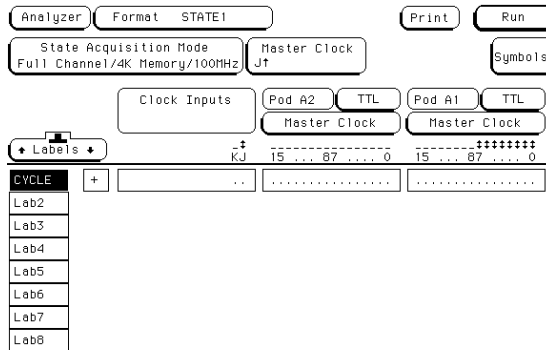 Analyzer Format STATE1 Print Run
State Acquisition Mode
Full Channel/4K Memory/100MHz
Master Clock
J↑
Symbols
Clock Inputs
Pod A2 TTL Pod A1 TTL
Master Clock Master Clock
↑ Labels ↓
KJ 15 ... 87 .... 0 15 ... 87 .... 0
CYCLE + .. ................ ................
Lab2
Lab3
Lab4
Lab5
Lab6
Lab7
Lab8